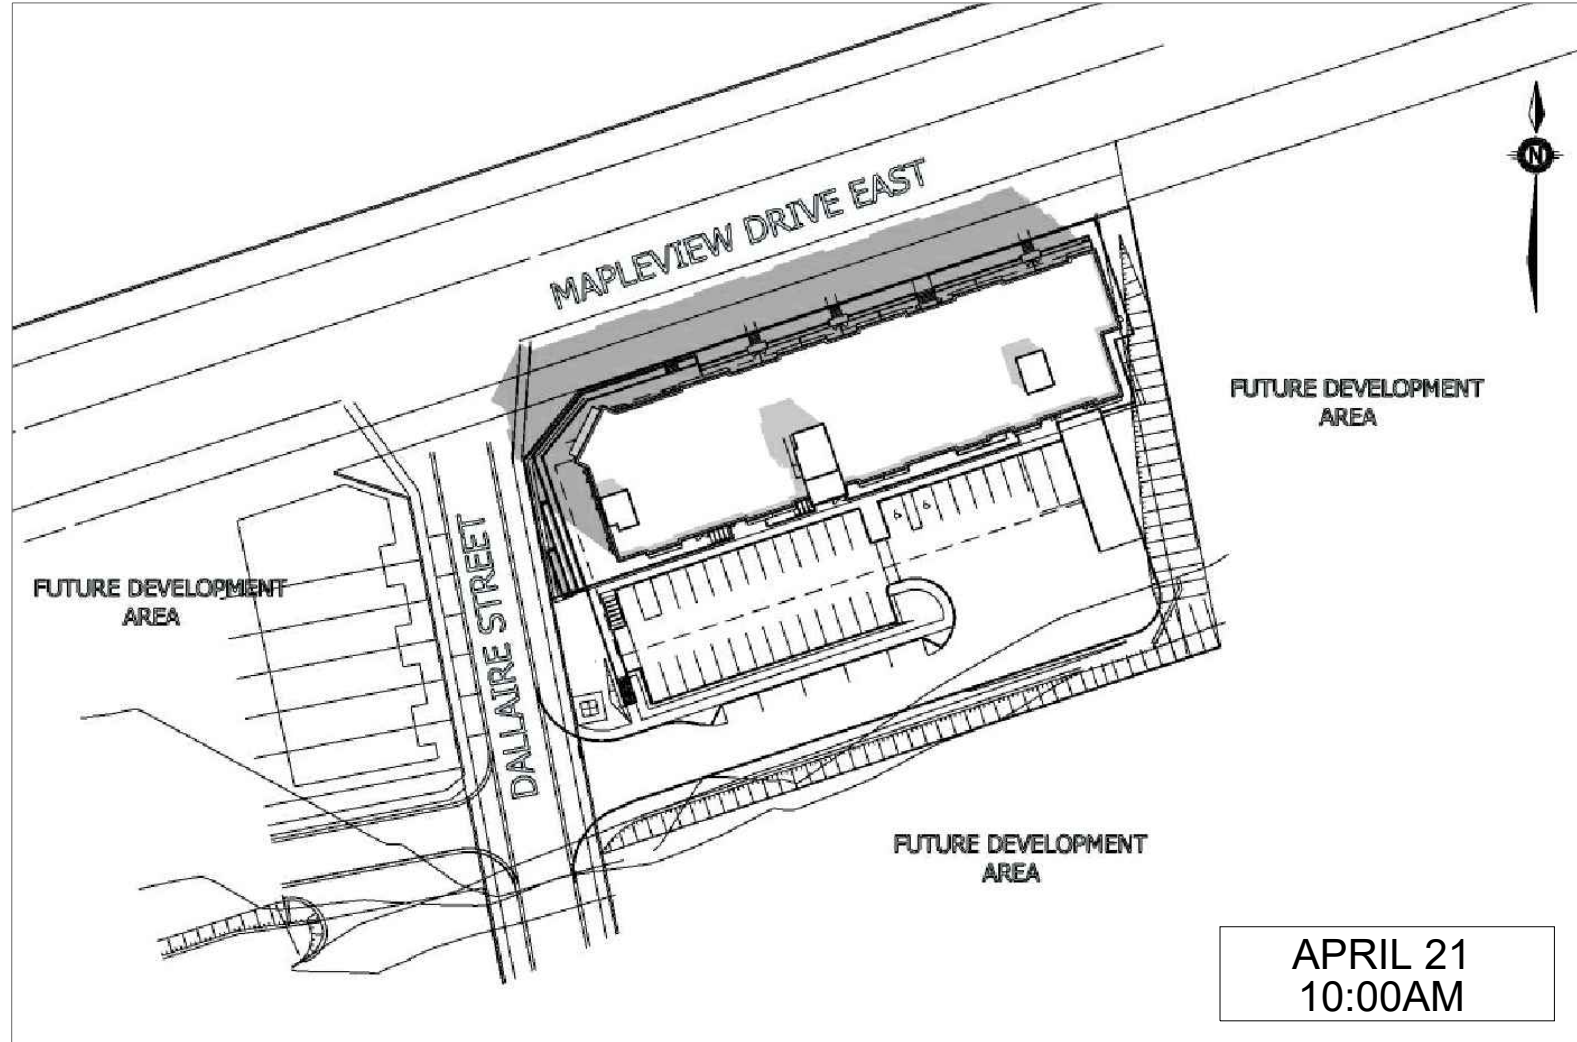 MAPLEVIEW DRIVE EAST
N
FUTURE DEVELOPMENT
AREA
FUTURE DEVELOPMENT
AREA
DALLAIRE STREET
FUTURE DEVELOPMENT
AREA
APRIL 21
10:00AM